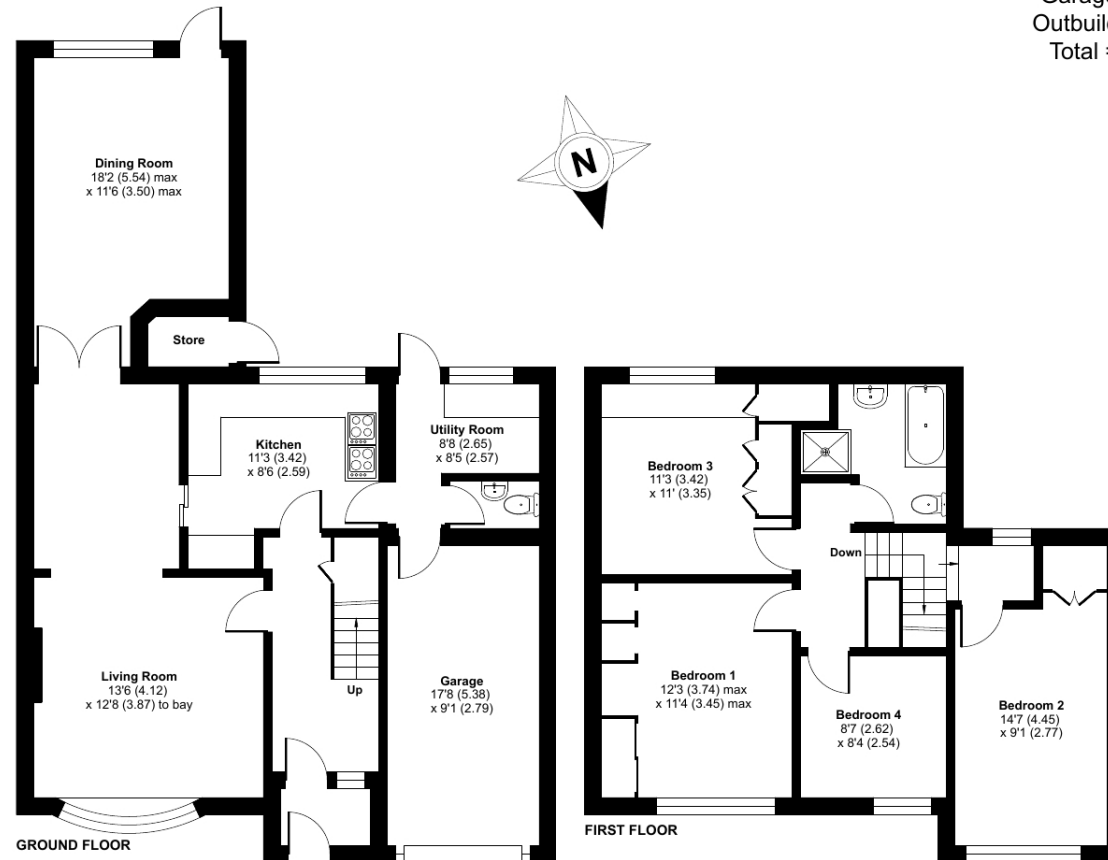 Garage
Outbuild
Total =
N
Dining Room
18'2 (5.54) max
x 11'6 (3.50) max
Store
Kitchen
11'3 (3.42)
x 8'6 (2.59)
Utility Room
8'8 (2.65)
x 8'5 (2.57)
Living Room
13'6 (4.12)
x 12'8 (3.87) to bay
Up
Garage
17'8 (5.38)
x 9'1 (2.79)
GROUND FLOOR
Bedroom 3
11'3 (3.42)
x 11' (3.35)
Down
Bedroom 1
12'3 (3.74) max
x 11'4 (3.45) max
Bedroom 4
8'7 (2.62)
x 8'4 (2.54)
Bedroom 2
14'7 (4.45)
x 9'1 (2.77)
FIRST FLOOR